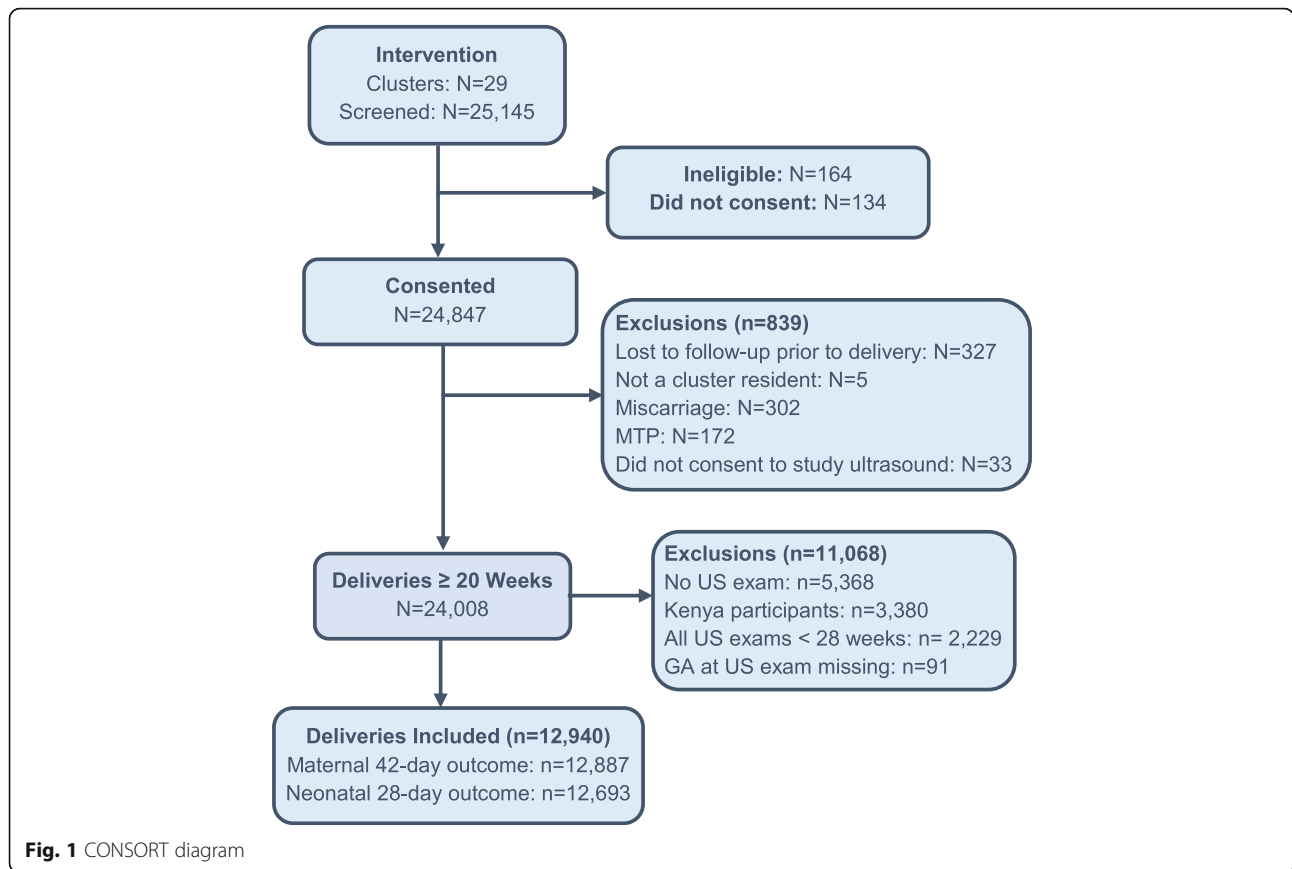 Intervention
Clusters: N=29
Screened: N=25,145
Ineligible: N=164
Did not consent: N=134
Consented
N=24,847
Exclusions (n=839)
Lost to follow-up prior to delivery: N=327
Not a cluster resident: N=5
Miscarriage: N=302
MTP: N=172
Did not consent to study ultrasound: N=33
Deliveries ≥ 20 Weeks
N=24,008
Exclusions (n=11,068)
No US exam: n=5,368
Kenya participants: n=3,380
All US exams < 28 weeks: n= 2,229
GA at US exam missing: n=91
Deliveries Included (n=12,940)
Maternal 42-day outcome: n=12,887
Neonatal 28-day outcome: n=12,693
Fig. 1 CONSORT diagram